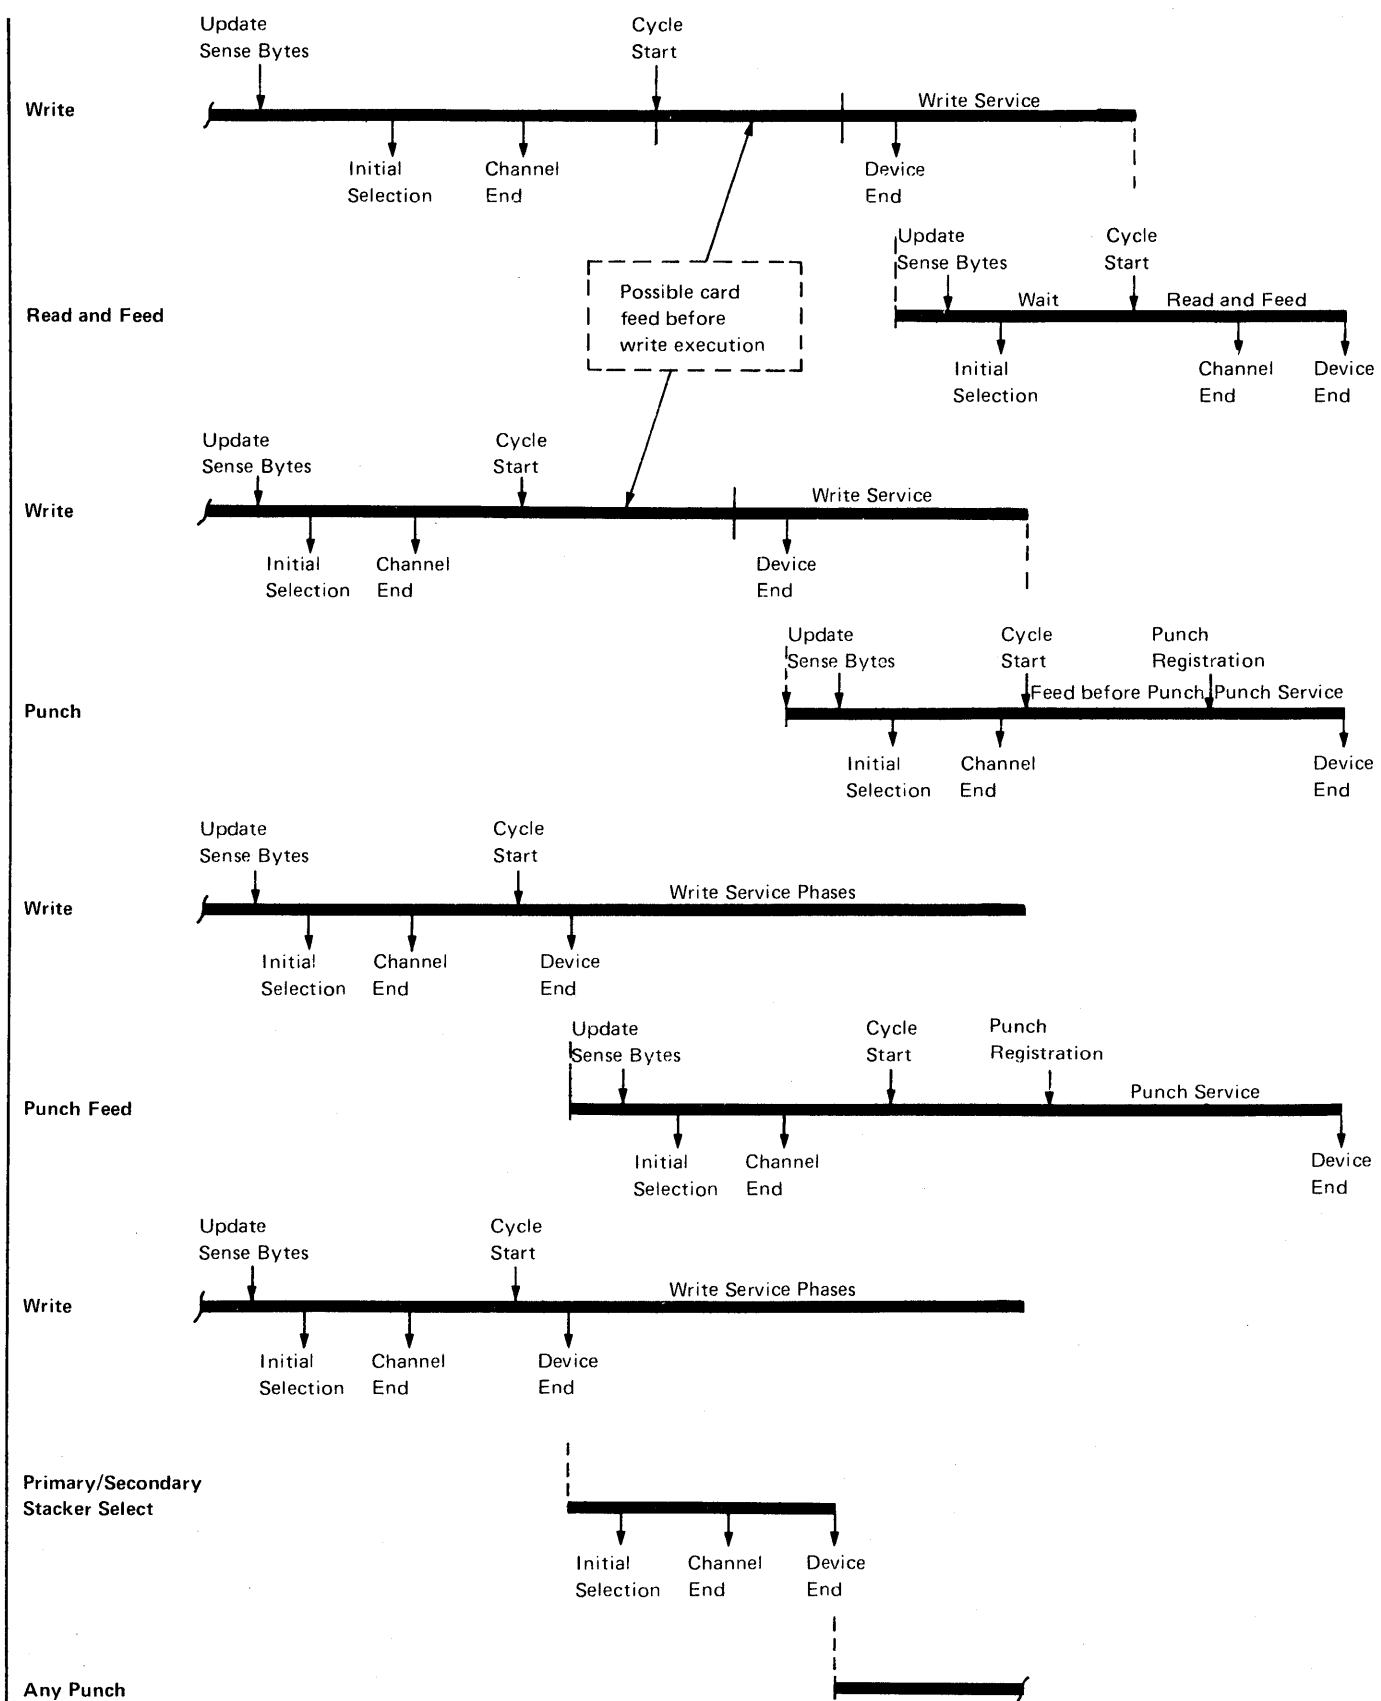 Update Cycle
Sense Bytes Start
Write Write Service
Initial Channel Device
Selection End End
Update Cycle
Sense Bytes Start
Possible card
feed before
write execution
Read and Feed Wait Read and Feed
Initial Channel Device
Selection End End
Update Cycle
Sense Bytes Start
Write Write Service
Initial Channel Device
Selection End End
Update Cycle Punch
Sense Bytes Start Registration
Punch Feed before Punch Punch Service
Initial Channel Device
Selection End End
Update Cycle
Sense Bytes Start
Write Write Service Phases
Initial Channel Device
Selection End End
Update Cycle Punch
Sense Bytes Start Registration
Punch Feed Punch Service
Initial Channel Device
Selection End End
Update Cycle
Sense Bytes Start
Write Write Service Phases
Initial Channel Device
Selection End End
Primary/Secondary
Stacker Select
Initial Channel Device
Selection End End
Any Punch